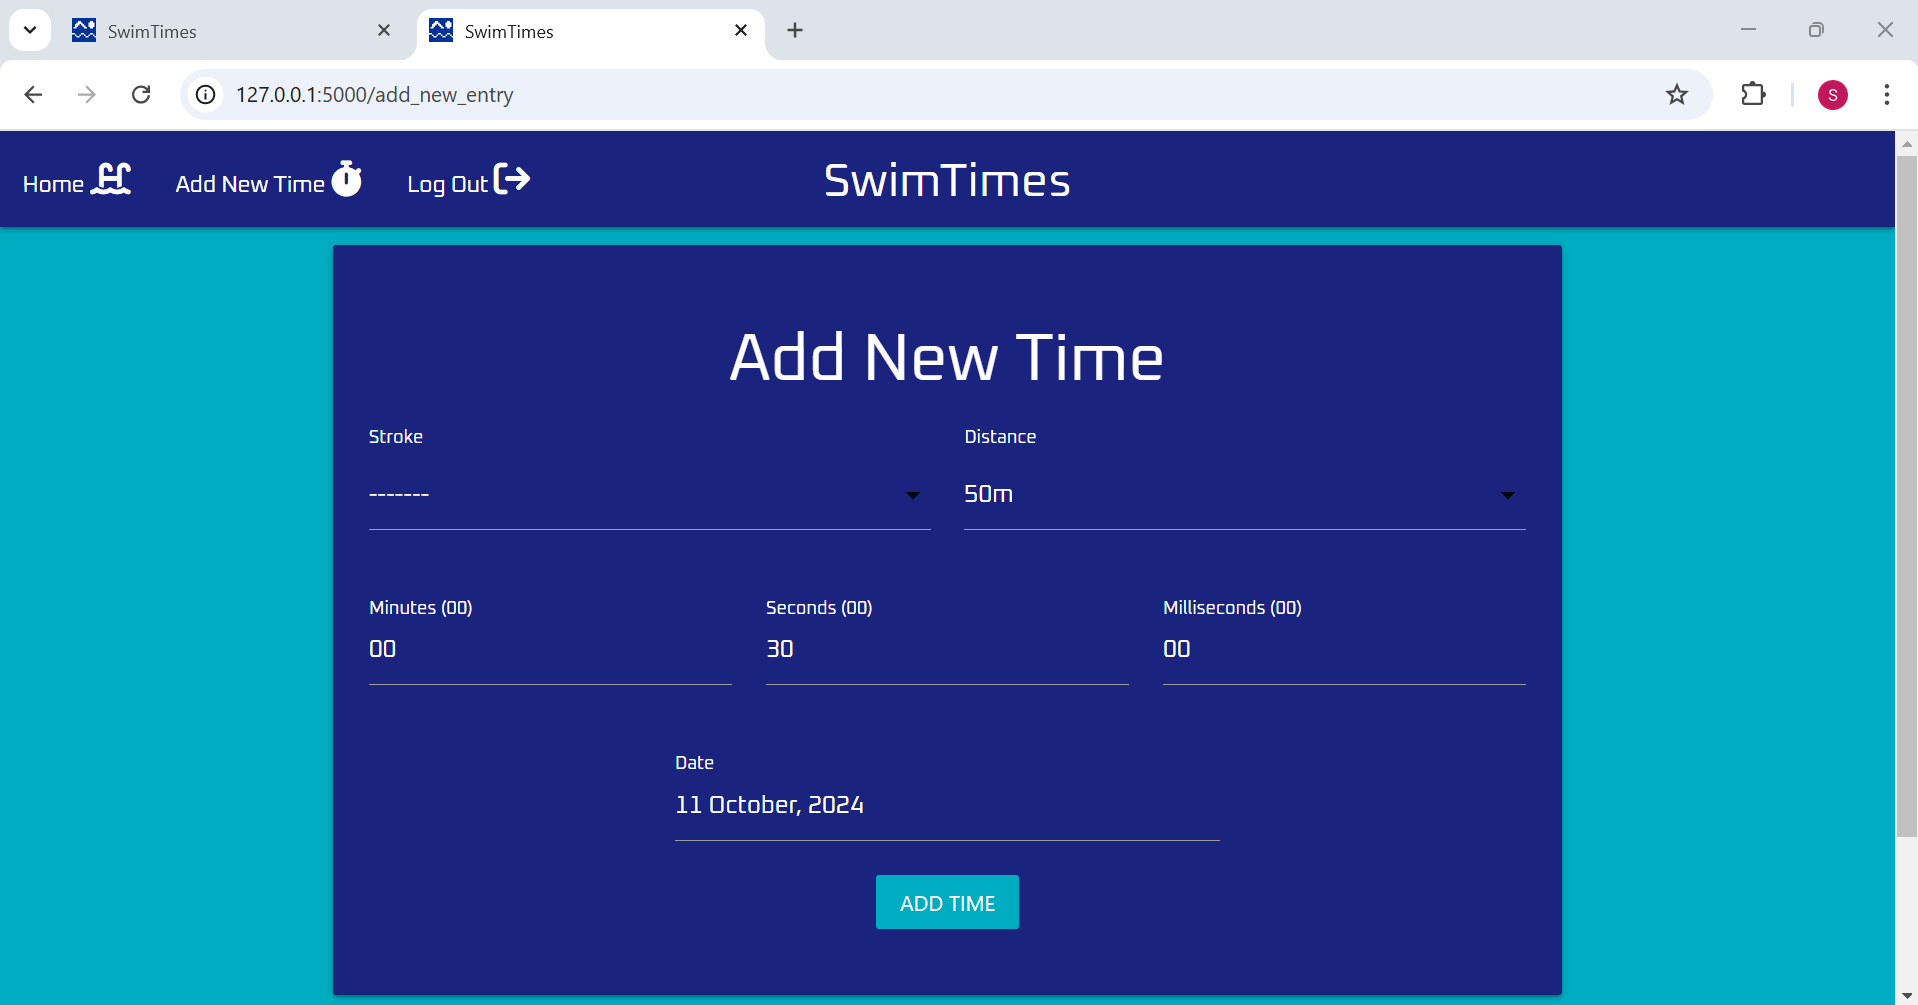 SwimTimes
SwimTimes
127.0.0.1:5000/add_new_entry
S
Home
Add New Time
Log Out
SwimTimes
Add New Time
Stroke
Distance
-------
50m
Minutes (00)
Seconds (00)
Milliseconds (00)
00
30
00
Date
11 October, 2024
ADD TIME